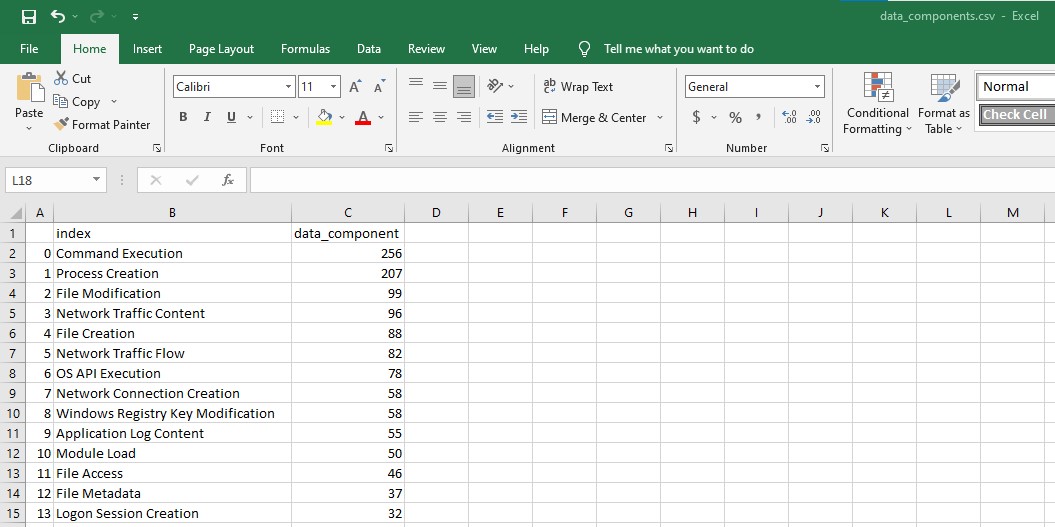 data_components.csv - Excel
File Home Insert Page Layout Formulas Data Review View Help Tell me what you want to do
Paste
Cut
Copy
Format Painter
Clipboard
Calibri 11 A A
B I U A
Font
ab Wrap Text
Merge & Center
Alignment
General
$ % ,
Number
Conditional Formatting
Format as Table
Normal
Check Cell
L18 fx
A B C D E F G H I J K L M
1 index data_component
2 0 Command Execution 256
3 1 Process Creation 207
4 2 File Modification 99
5 3 Network Traffic Content 96
6 4 File Creation 88
7 5 Network Traffic Flow 82
8 6 OS API Execution 78
9 7 Network Connection Creation 58
10 8 Windows Registry Key Modification 58
11 9 Application Log Content 55
12 10 Module Load 50
13 11 File Access 46
14 12 File Metadata 37
15 13 Logon Session Creation 32